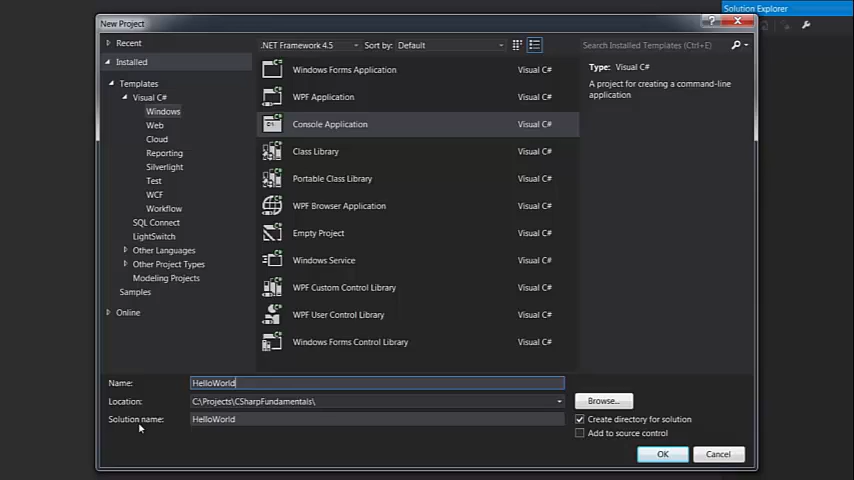 Solution Explorer
New Project
?
Recent
.NET Framework 4.5
Sort by: Default
Search Installed Templates (Ctrl+E)
Installed
Templates
Visual C#
Windows
Web
Cloud
Reporting
Silverlight
Test
WCF
Workflow
SQL Connect
LightSwitch
Other Languages
Other Project Types
Modeling Projects
Samples
Online
Windows Forms Application Visual C#
WPF Application Visual C#
Console Application Visual C#
Class Library Visual C#
Portable Class Library Visual C#
WPF Browser Application Visual C#
Empty Project Visual C#
Windows Service Visual C#
WPF Custom Control Library Visual C#
WPF User Control Library Visual C#
Windows Forms Control Library Visual C#
Type: Visual C#
A project for creating a command-line
application
Name: HelloWorld
Location: C:\Projects\CSharpFundamentals\
Browse...
Solution name: HelloWorld
Create directory for solution
Add to source control
OK
Cancel